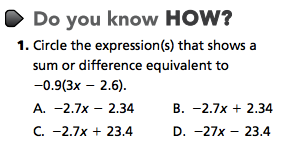 Do you know HOW?
1. Circle the expression(s) that shows a
sum or difference equivalent to
−0.9(3x − 2.6).
A. −2.7x − 2.34 B. −2.7x + 2.34
C. −2.7x + 23.4 D. −27x − 23.4